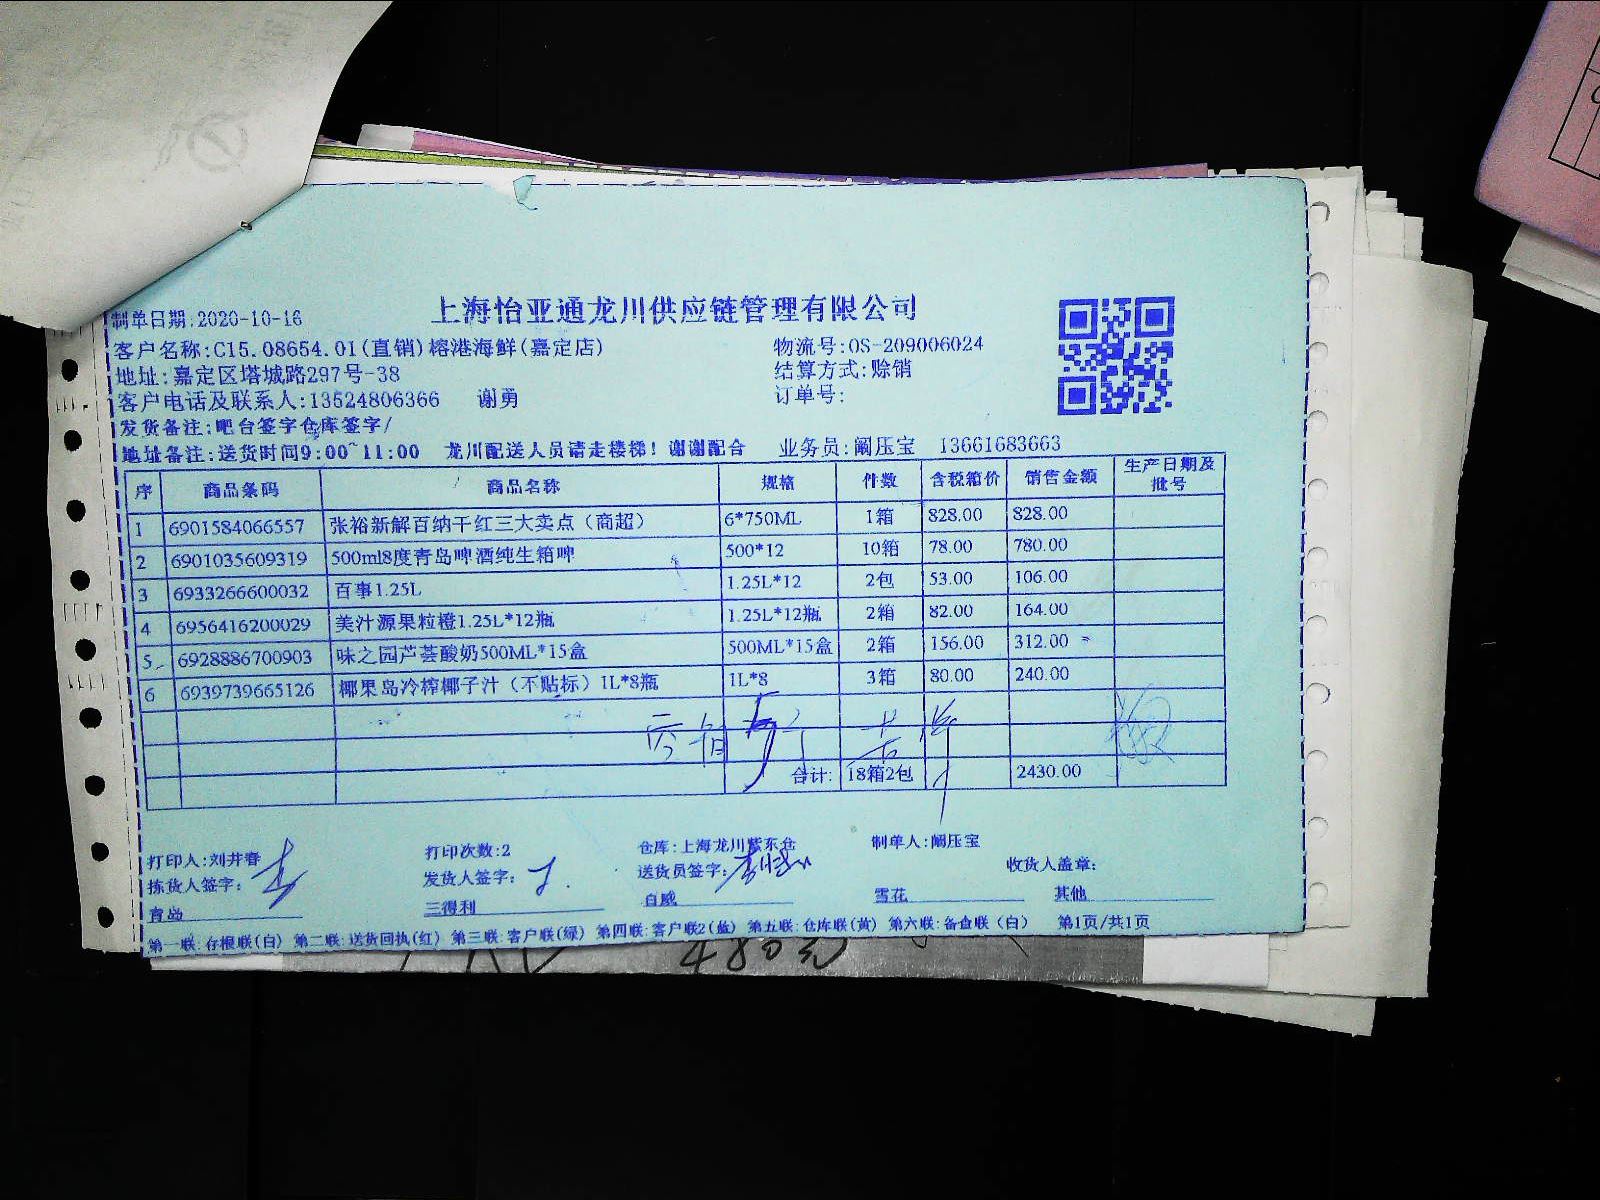 上海怡亚通龙川供应链管理有限公司
制单日期:2020-10-16
客户名称:C15.08654.01(直销)榕港海鲜(嘉定店) 物流号:OS-209006024
地址:嘉定区塔城路297号-38 结算方式:赊销
客户电话及联系人:13524806366 谢勇 订单号:
发货备注:吧台签字仓库签字/
地址备注:送货时间9:00~11:00 龙川配送人员请走楼梯！谢谢配合 业务员:阚压宝 13661683663
序 商品条码 商品名称 规格 件数 含税箱价 销售金额 生产日期及批号
1 6901584066557 张裕新解百纳干红三大卖点（商超） 6*750ML 1箱 828.00 828.00
2 6901035609319 500ml8度青岛啤酒纯生箱啤 500*12 10箱 78.00 780.00
3 6933266600032 百事1.25L 1.25L*12 2包 53.00 106.00
4 6956416200029 美汁源果粒橙1.25L*12瓶 1.25L*12瓶 2箱 82.00 164.00
5 6928886700903 味之园芦荟酸奶500ML*15盒 500ML*15盒 2箱 156.00 312.00
6 6939739665126 椰果岛冷榨椰子汁（不贴标）1L*8瓶 1L*8 3箱 80.00 240.00
合计: 18箱2包 2430.00
打印人:刘井春 打印次数:2 仓库:上海龙川紫东仓 制单人:阚压宝
拣货人签字: 发货人签字: 送货员签字: 收货人盖章:
青岛 三得利 百威 雪花 其他
第一联:存根联(白) 第二联:送货回执(红) 第三联:客户联(绿) 第四联:客户联2(蓝) 第五联:仓库联(黄) 第六联:备查联（白） 第1页/共1页
480元